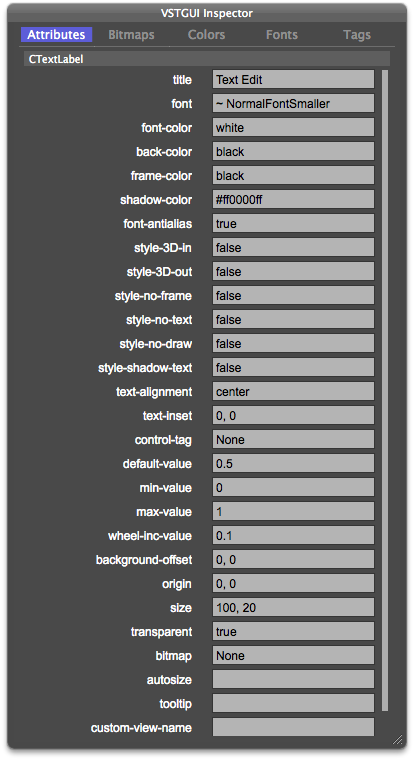 VSTGUI Inspector
Attributes Bitmaps Colors Fonts Tags
CTextLabel
title Text Edit
font ~ NormalFontSmaller
font-color white
back-color black
frame-color black
shadow-color #ff0000ff
font-antialias true
style-3D-in false
style-3D-out false
style-no-frame false
style-no-text false
style-no-draw false
style-shadow-text false
text-alignment center
text-inset 0, 0
control-tag None
default-value 0.5
min-value 0
max-value 1
wheel-inc-value 0.1
background-offset 0, 0
origin 0, 0
size 100, 20
transparent true
bitmap None
autosize
tooltip
custom-view-name